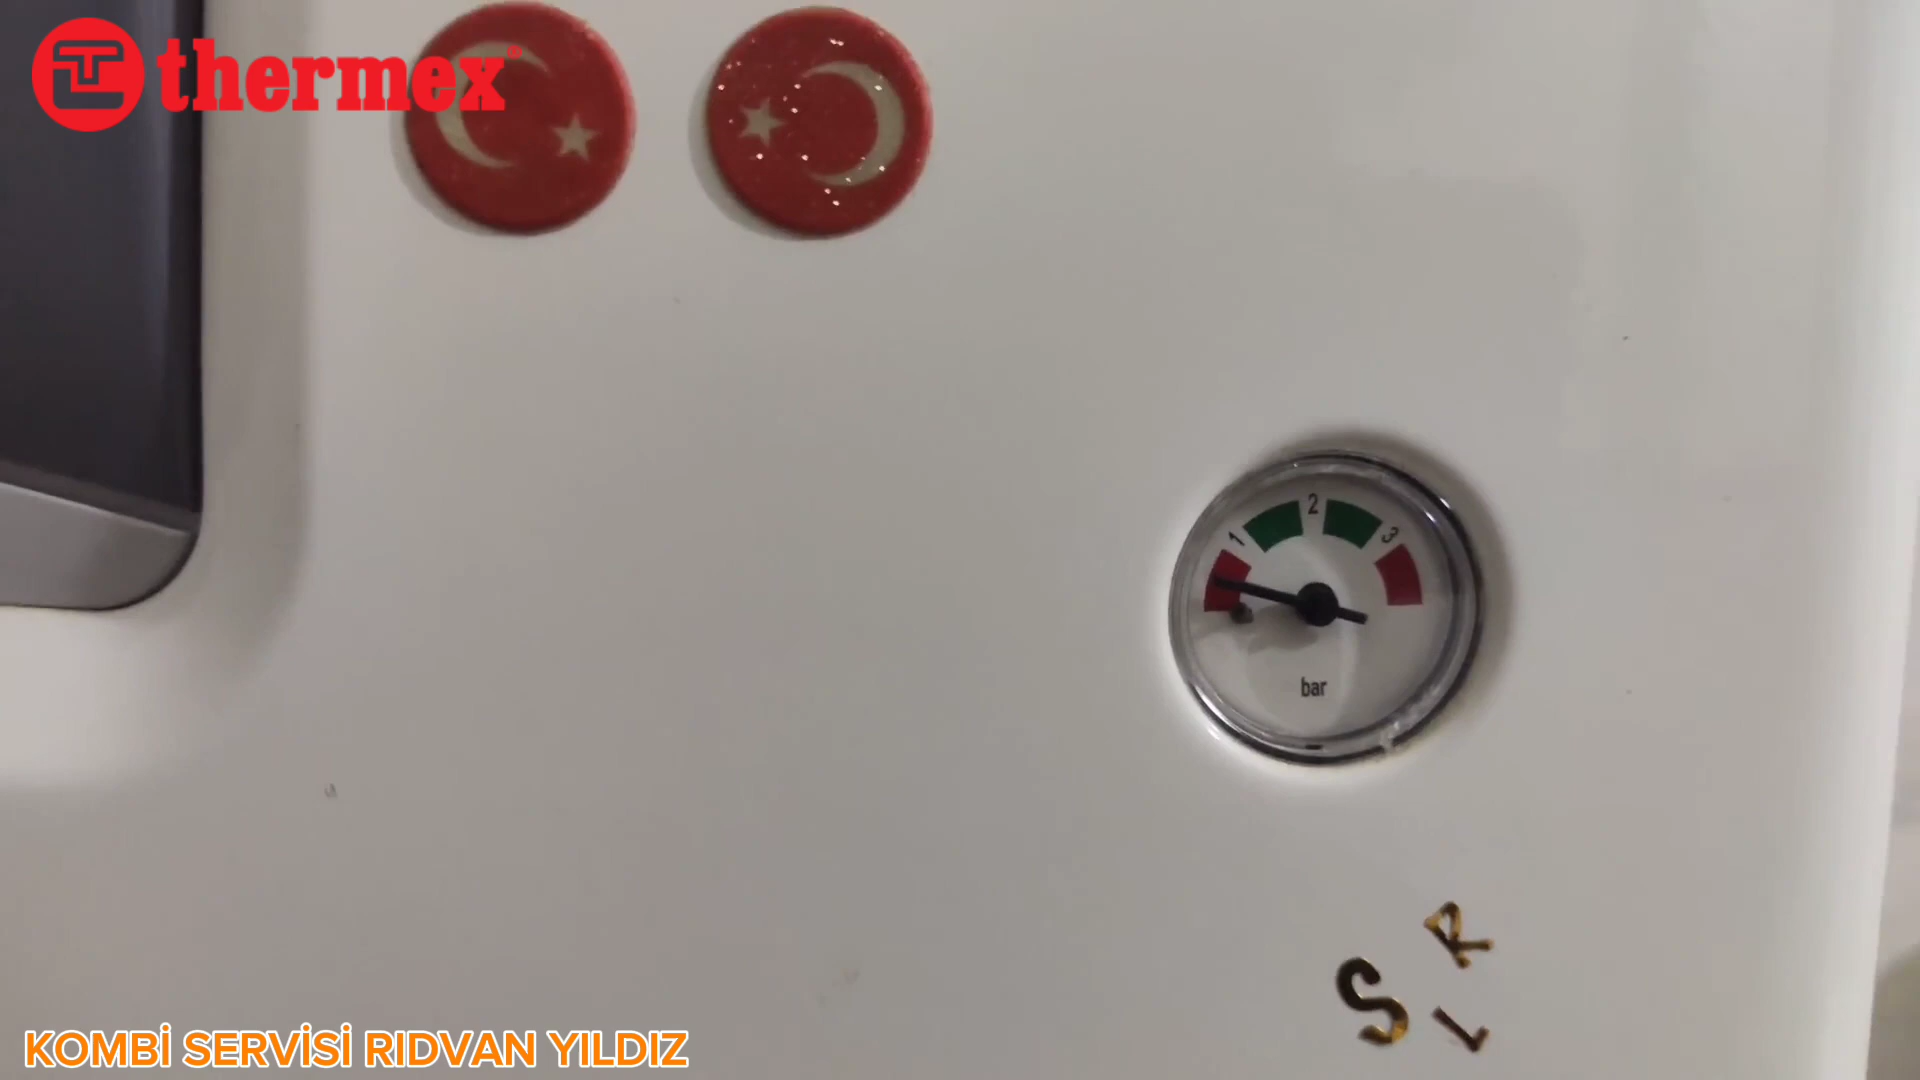 thermex®
1 2 3
bar
R
S
KOMBİ SERVİSİ RIDVAN YILDIZ